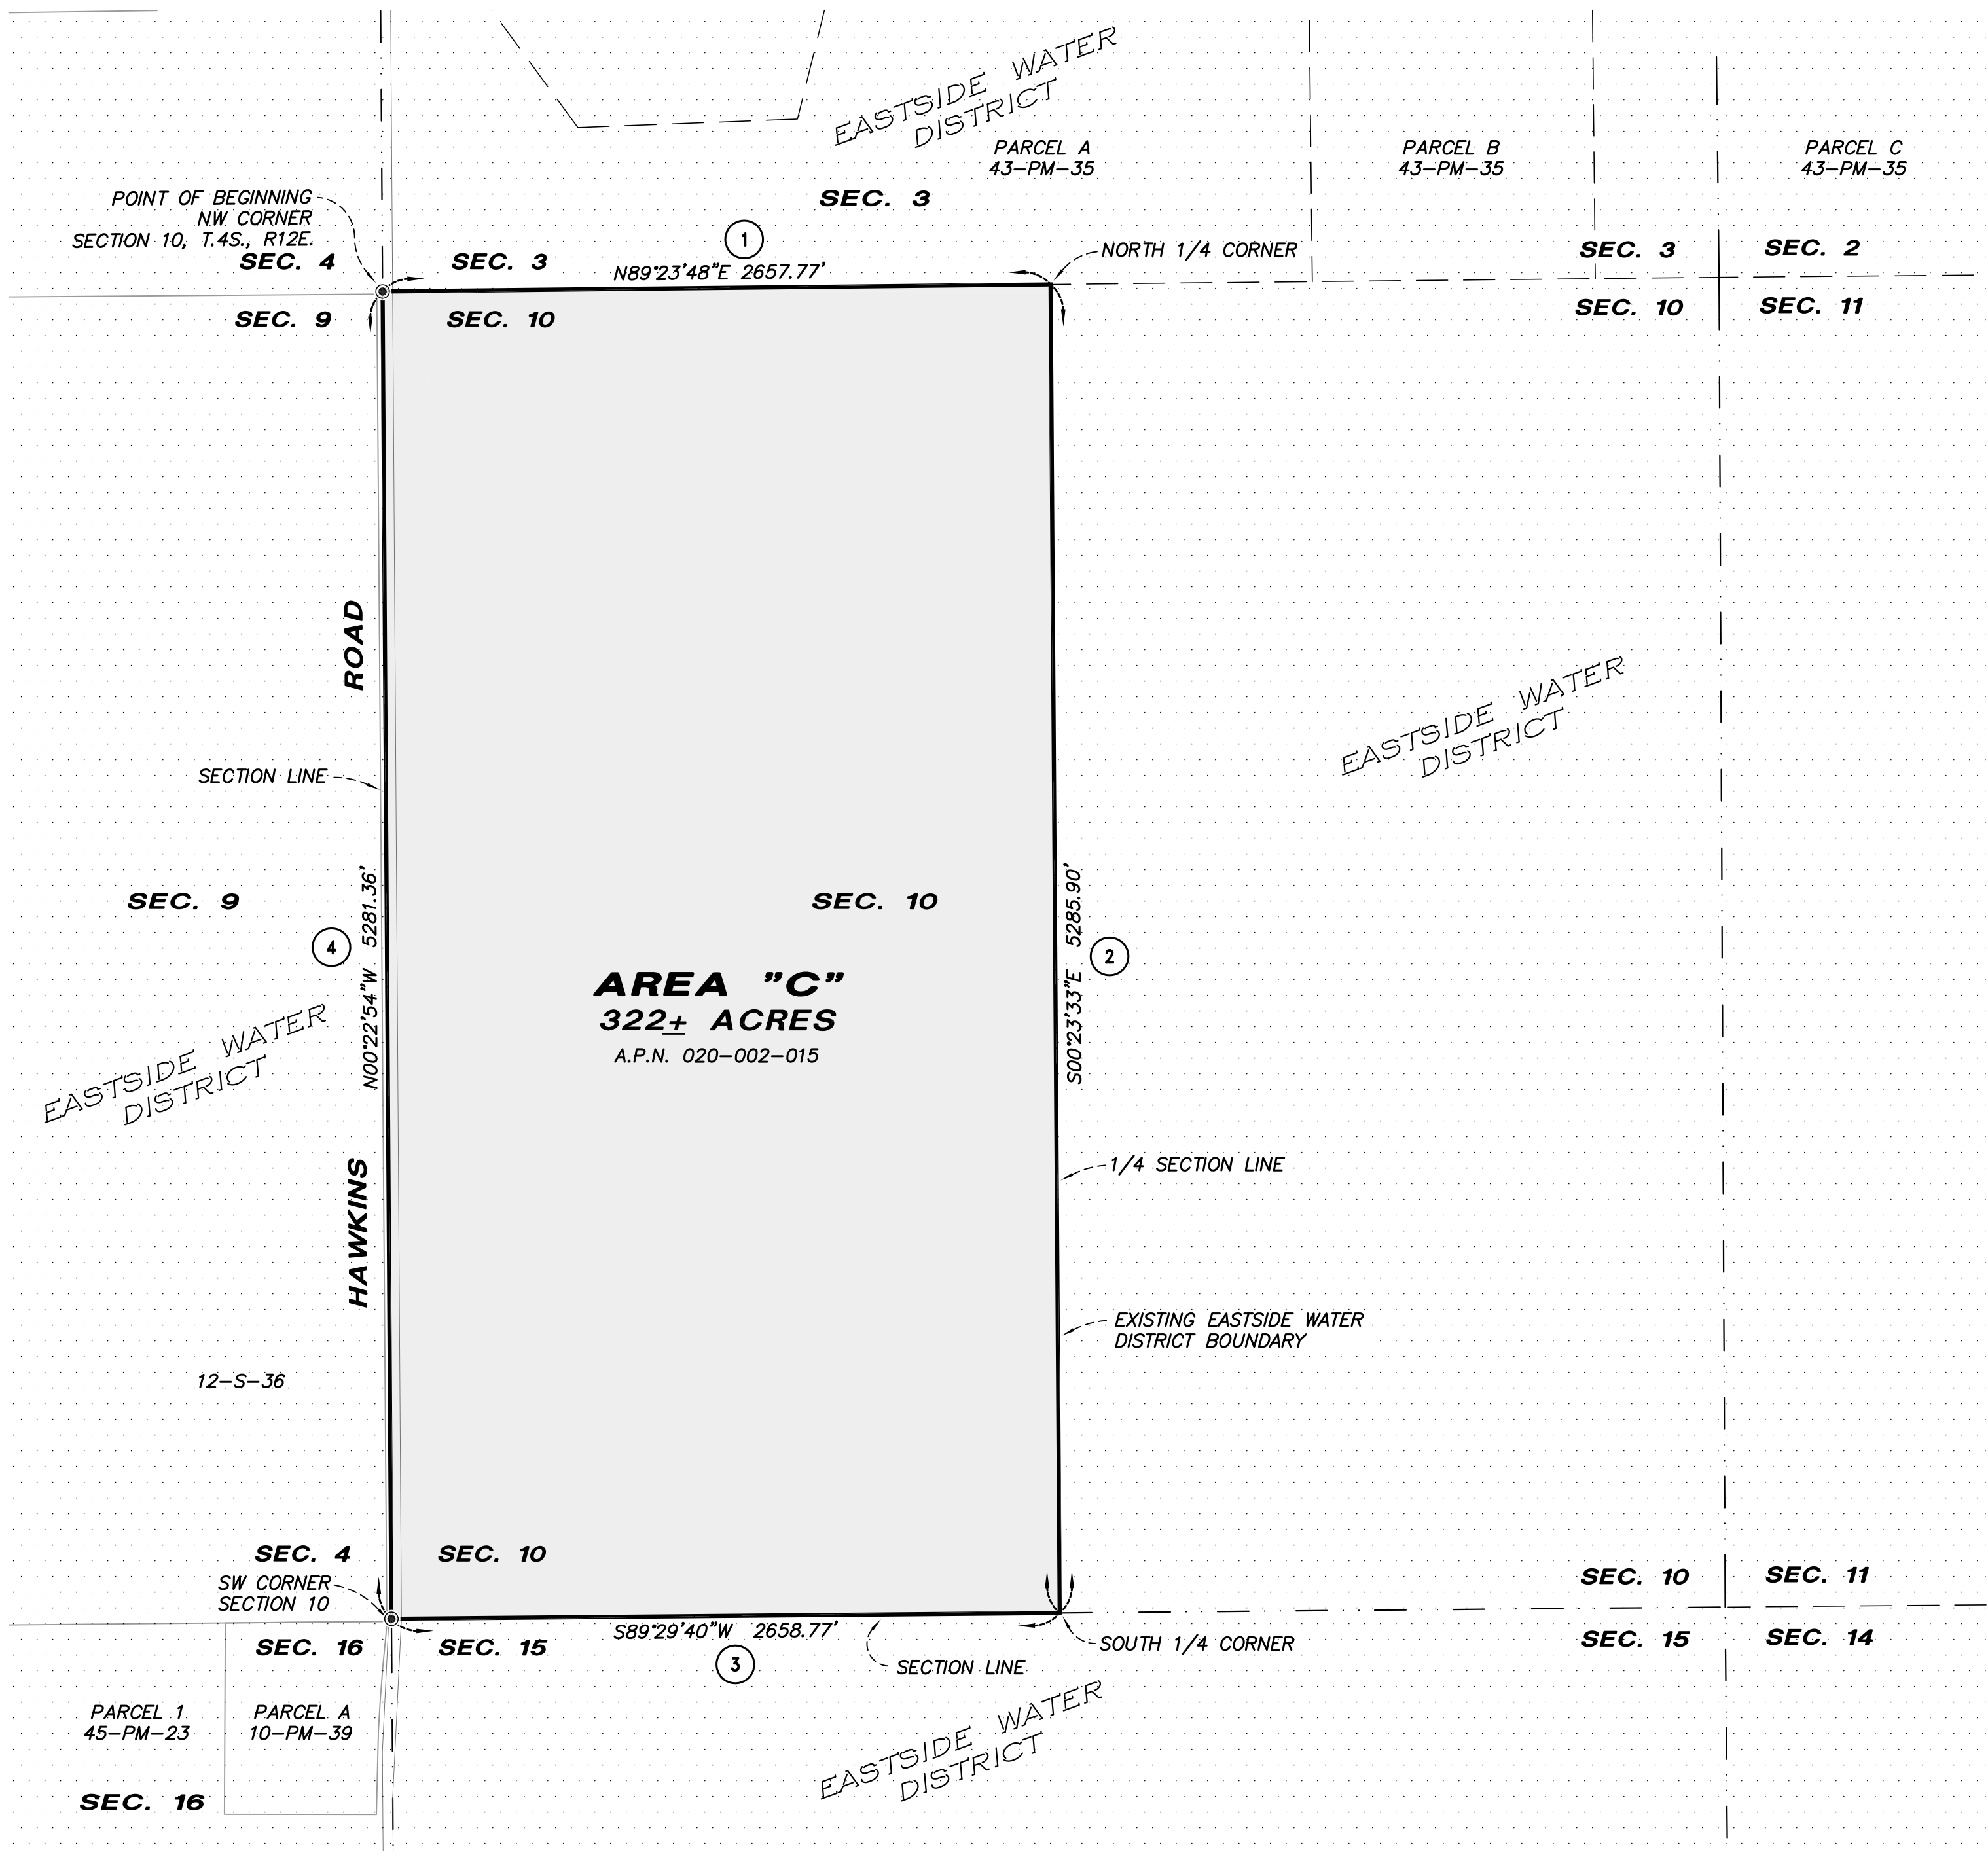 EASTSIDE WATER
DISTRICT
PARCEL A
43-PM-35
PARCEL B
43-PM-35
PARCEL C
43-PM-35
SEC. 3
POINT OF BEGINNING
NW CORNER
SECTION 10, T.4S., R12E.
SEC. 4
SEC. 3
1
N89°23'48"E 2657.77'
NORTH 1/4 CORNER
SEC. 3
SEC. 2
SEC. 9
SEC. 10
SEC. 10
SEC. 11
ROAD
EASTSIDE WATER
DISTRICT
SECTION LINE
SEC. 9
SEC. 10
4
N00°22'54"W 5281.36'
S00°23'33"E 5285.90'
2
AREA "C"
322± ACRES
A.P.N. 020-002-015
EASTSIDE WATER
DISTRICT
1/4 SECTION LINE
HAWKINS
EXISTING EASTSIDE WATER
DISTRICT BOUNDARY
12-S-36
SEC. 4
SEC. 10
SEC. 10
SEC. 11
SW CORNER
SECTION 10
S89°29'40"W 2658.77'
SEC. 16
SEC. 15
3
SECTION LINE
SOUTH 1/4 CORNER
SEC. 15
SEC. 14
PARCEL 1
45-PM-23
PARCEL A
10-PM-39
EASTSIDE WATER
DISTRICT
SEC. 16